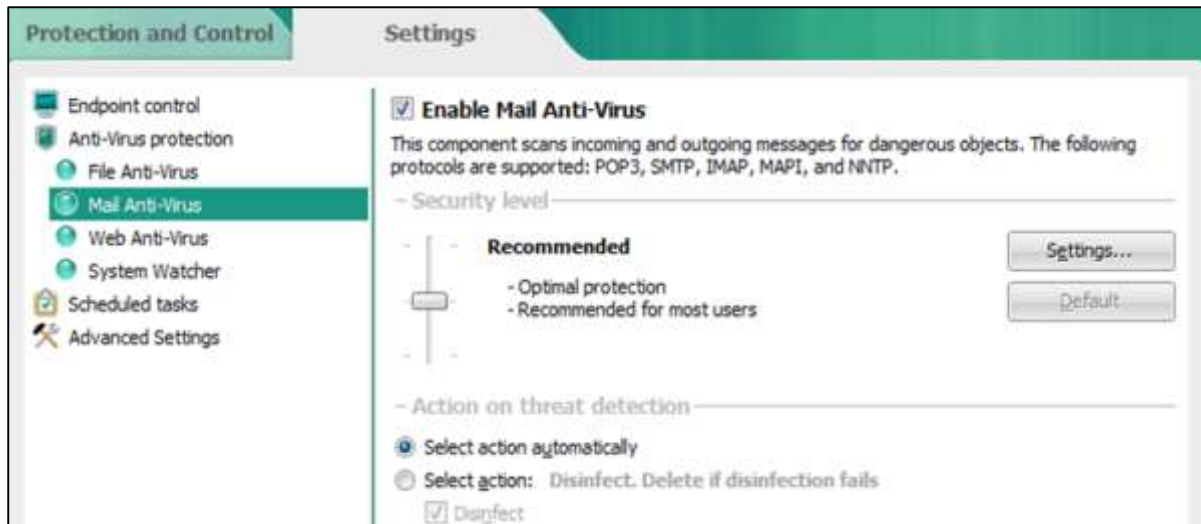 Protection and Control
Settings
Endpoint control
Anti-Virus protection
File Anti-Virus
Mail Anti-Virus
Web Anti-Virus
System Watcher
Scheduled tasks
Advanced Settings
Enable Mail Anti-Virus
This component scans incoming and outgoing messages for dangerous objects. The following
protocols are supported: POP3, SMTP, IMAP, MAPI, and NNTP.
Security level
Recommended
- Optimal protection
- Recommended for most users
Settings...
Default
Action on threat detection
Select action automatically
Select action: Disinfect. Delete if disinfection fails
Disinfect